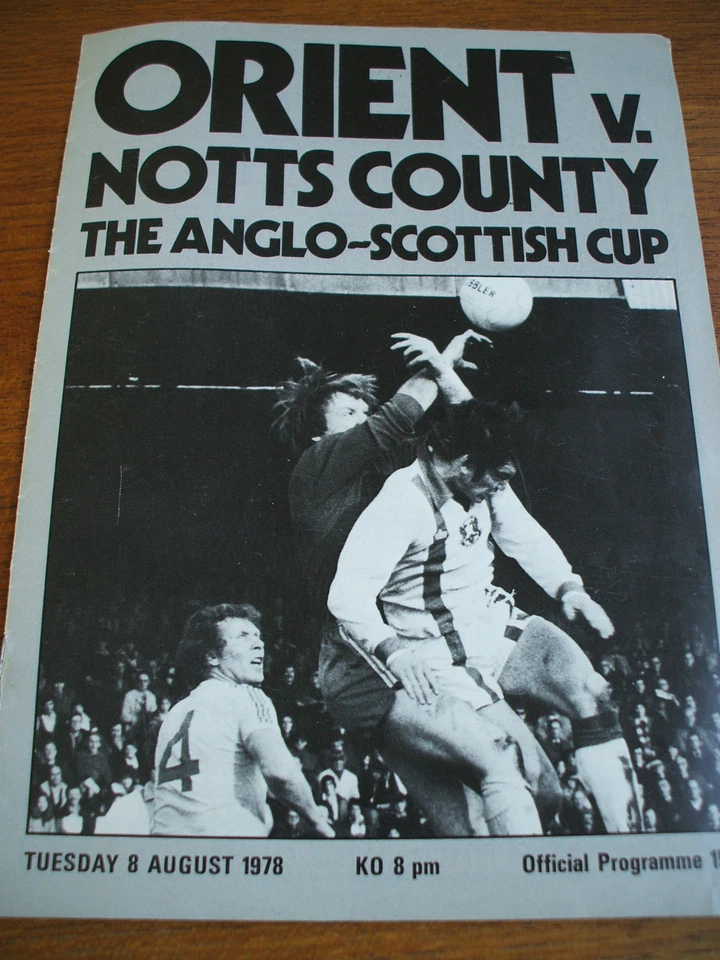 ORIENT v.
NOTTS COUNTY
THE ANGLO-SCOTTISH CUP
4
TUESDAY 8 AUGUST 1978 KO 8 pm Official Programme